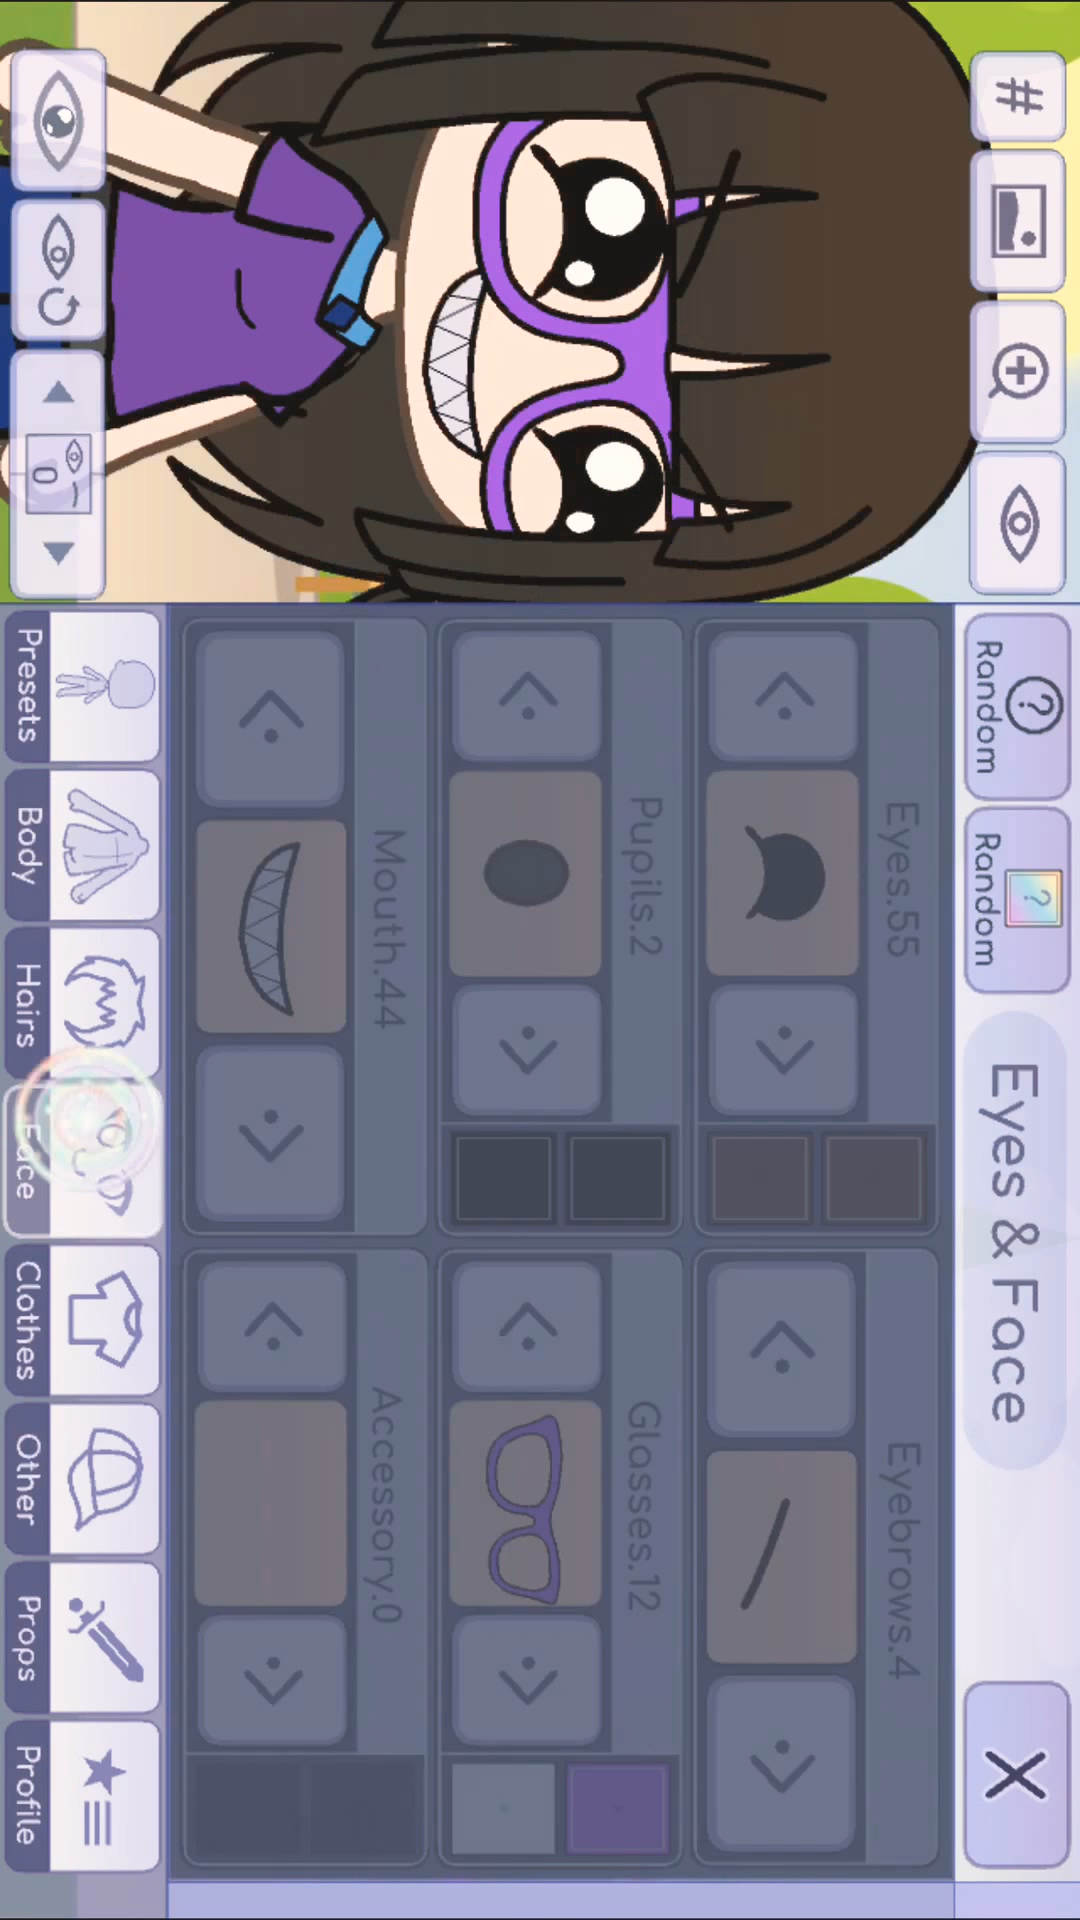 #
0
Random
Random
Eyes & Face
X
Eyes.55
Eyebrows.4
Pupils.2
Glasses.12
Mouth.44
Accessory.0
Presets
Body
Hairs
Face
Clothes
Other
Props
Profile